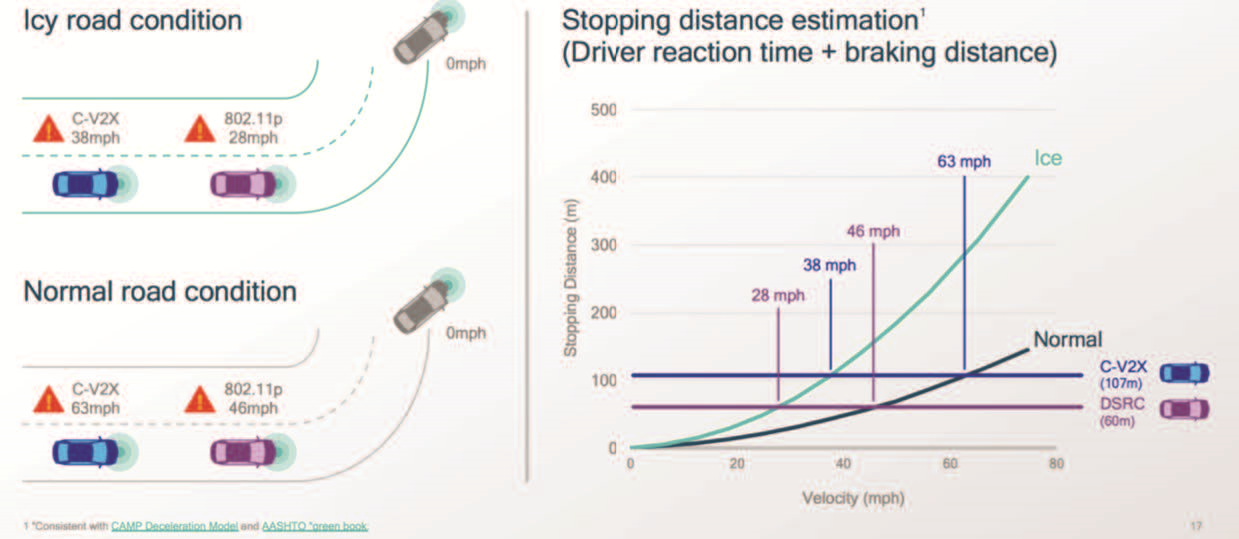 Icy road condition
0mph
C-V2X
38mph
802.11p
28mph
Normal road condition
0mph
C-V2X
63mph
802.11p
46mph
1 "Consistent with CAMP Deceleration Model and AASHTO "green book
Stopping distance estimation¹
(Driver reaction time + braking distance)
Stopping Distance (m)
500
400
300
200
100
0
0
20
40
60
80
Velocity (mph)
28 mph
38 mph
46 mph
63 mph
Ice
Normal
C-V2X
(107m)
DSRC
(60m)
17